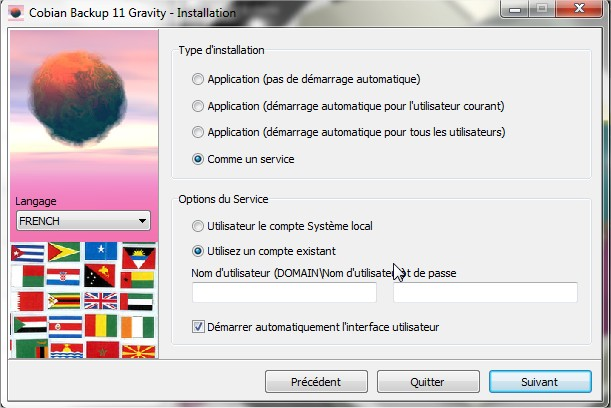 Cobian Backup 11 Gravity - Installation
Type d'installation
Application (pas de démarrage automatique)
Application (démarrage automatique pour l'utilisateur courant)
Application (démarrage automatique pour tous les utilisateurs)
Comme un service
Langage
FRENCH
Options du Service
Utilisateur le compte Système local
Utilisez un compte existant
Nom d'utilisateur (DOMAIN\Nom d'utilisateur) t de passe
Démarrer automatiquement l'interface utilisateur
Précédent
Quitter
Suivant